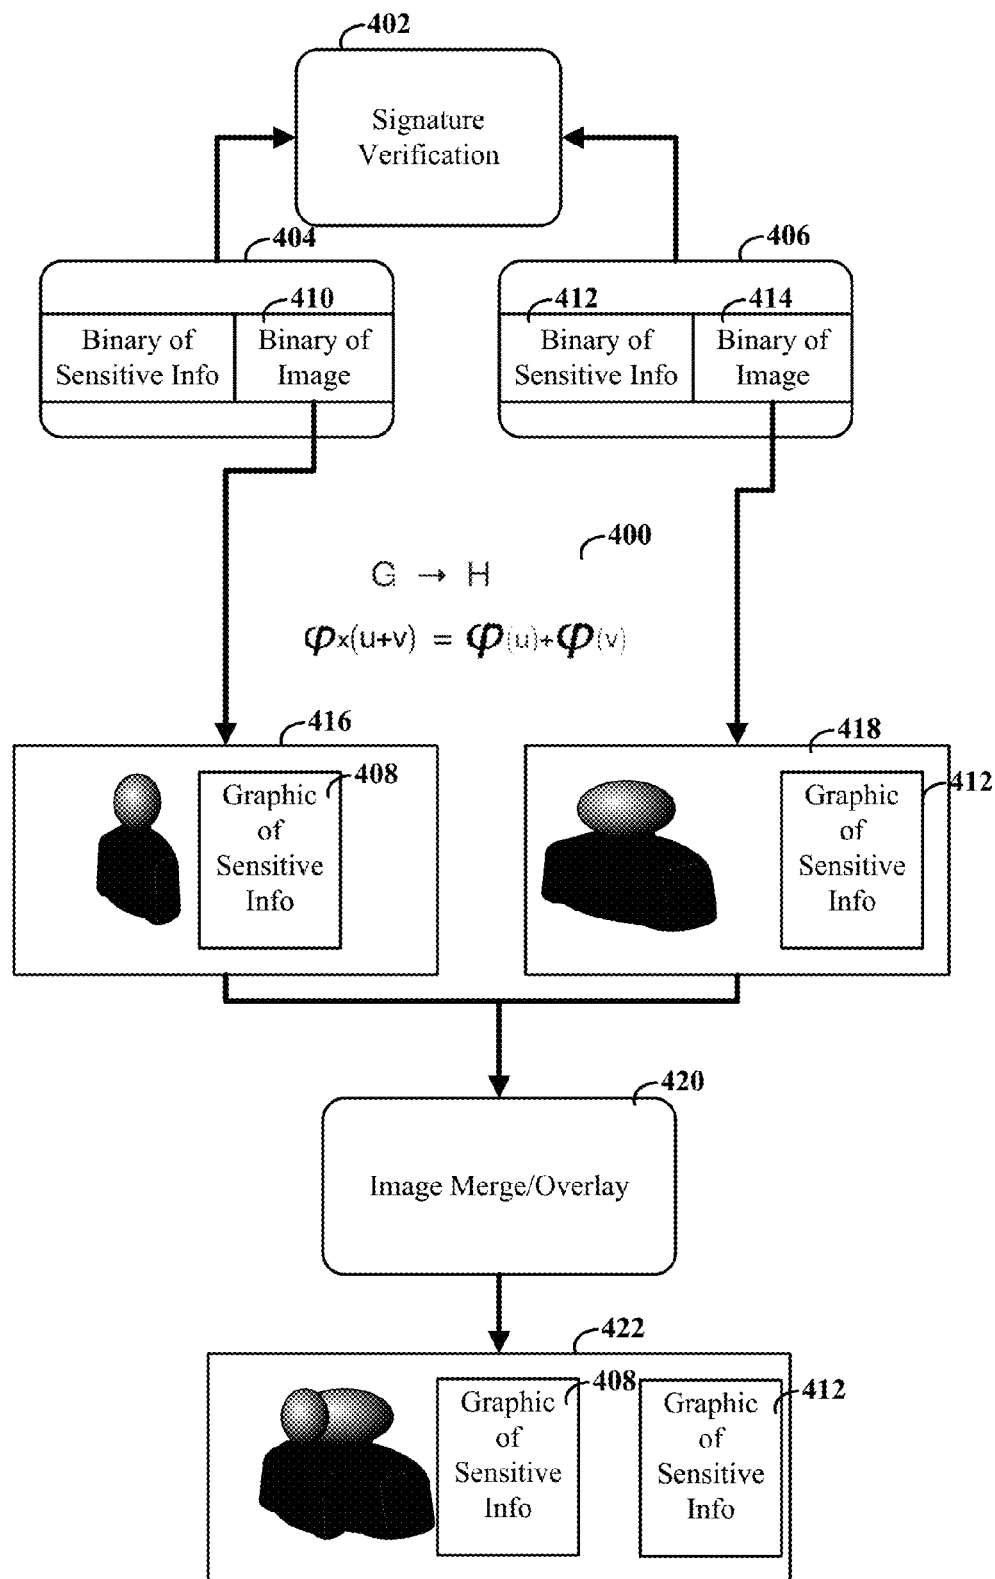 402
Signature
Verification
404
406
410
412
414
Binary of
Sensitive Info
Binary of
Image
Binary of
Sensitive Info
Binary of
Image
400
G → H
φx(u+v) = φ(u)+φ(v)
416
418
408
412
Graphic
of
Sensitive
Info
Graphic
of
Sensitive
Info
420
Image Merge/Overlay
422
408
412
Graphic
of
Sensitive
Info
Graphic
of
Sensitive
Info